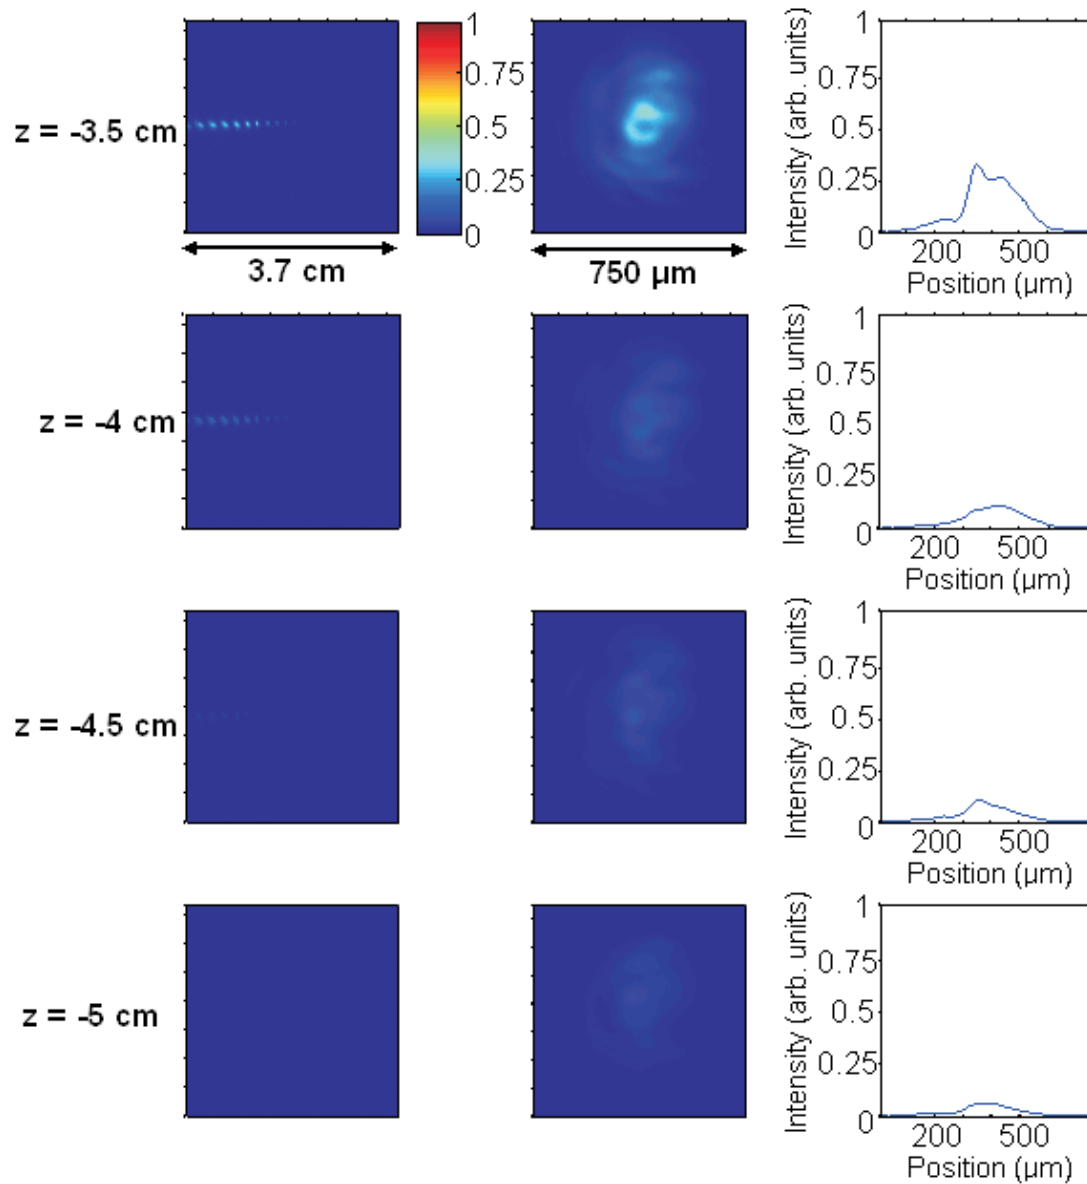 z = -3.5 cm
1
0.75
0.5
0.25
0
3.7 cm
750 μm
Intensity (arb. units)
1
0.75
0.5
0.25
0
200 500
Position (μm)
z = -4 cm
Intensity (arb. units)
1
0.75
0.5
0.25
0
200 500
Position (μm)
z = -4.5 cm
Intensity (arb. units)
1
0.75
0.5
0.25
0
200 500
Position (μm)
z = -5 cm
Intensity (arb. units)
1
0.75
0.5
0.25
0
200 500
Position (μm)